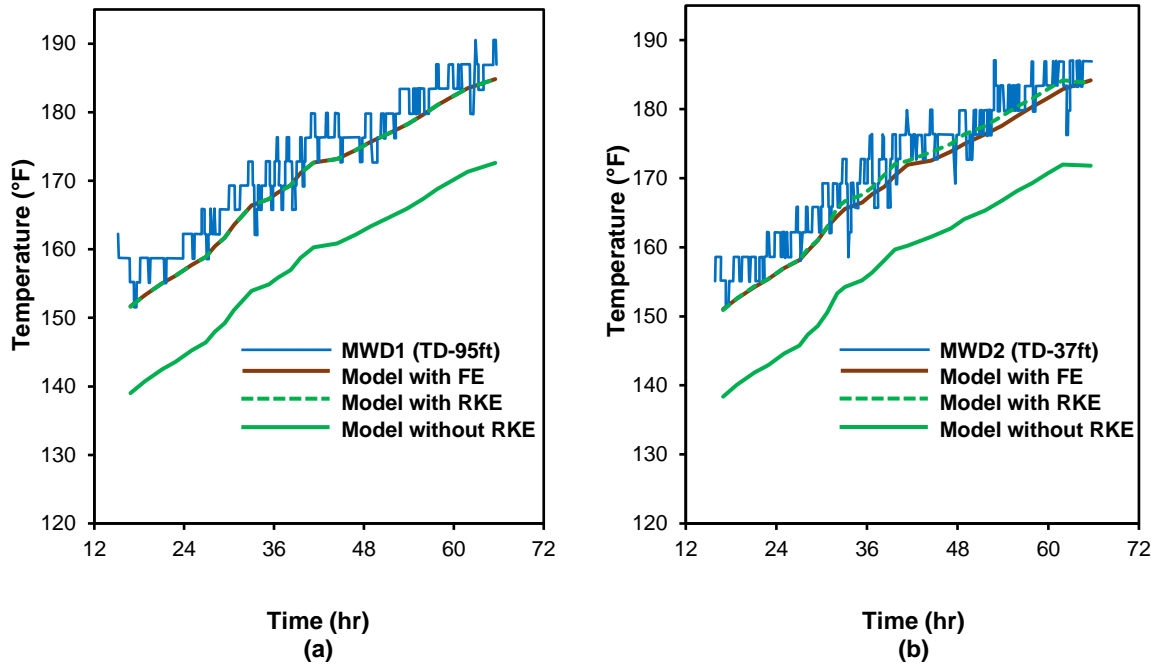 190
180
170
160
150
140
130
120
Temperature (°F)
MWD1 (TD-95ft)
Model with FE
Model with RKE
Model without RKE
12 24 36 48 60 72
Time (hr)
(a)
190
180
170
160
150
140
130
120
Temperature (°F)
MWD2 (TD-37ft)
Model with FE
Model with RKE
Model without RKE
12 24 36 48 60 72
Time (hr)
(b)